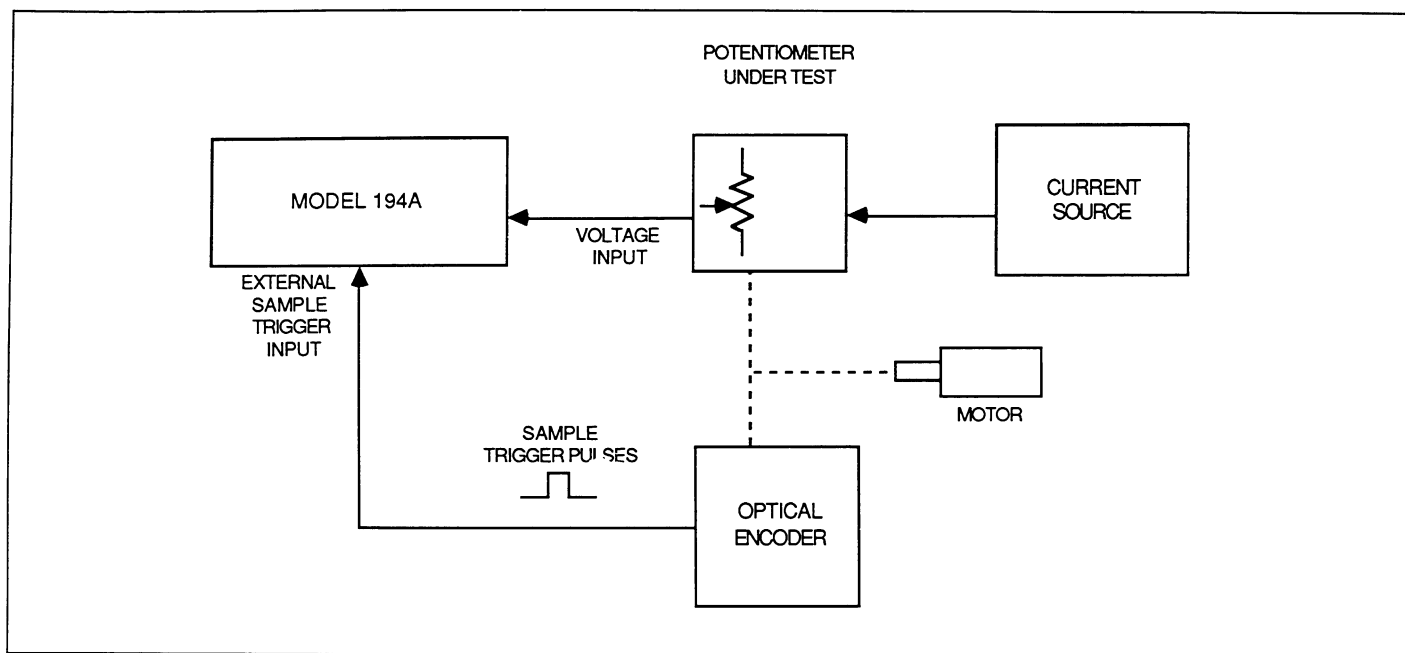 POTENTIOMETER
UNDER TEST
MODEL 194A
CURRENT
SOURCE
VOLTAGE
INPUT
EXTERNAL
SAMPLE
TRIGGER
INPUT
MOTOR
SAMPLE
TRIGGER PULSES
OPTICAL
ENCODER